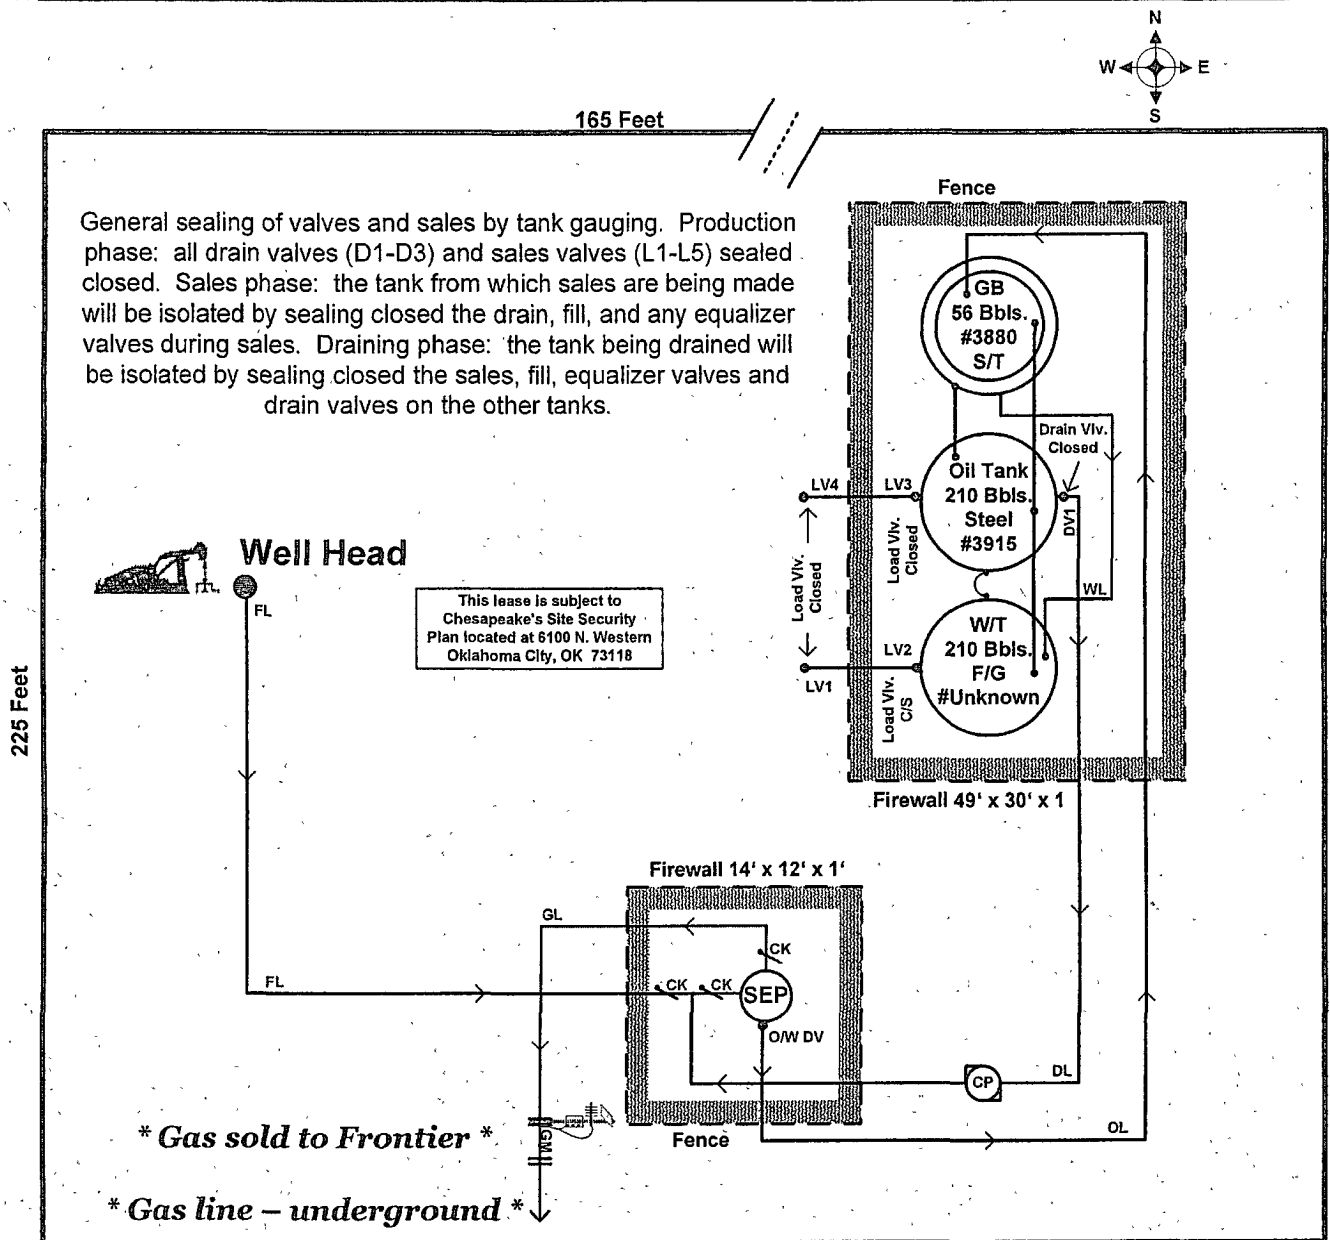 N
W E
S
165 Feet
Fence
General sealing of valves and sales by tank gauging. Production
phase: all drain valves (D1-D3) and sales valves (L1-L5) sealed
closed. Sales phase: the tank from which sales are being made
will be isolated by sealing closed the drain, fill, and any equalizer
valves during sales. Draining phase: the tank being drained will
be isolated by sealing closed the sales, fill, equalizer valves and
drain valves on the other tanks.
GB
56 Bbls.
#3880
S/T
Drain Vlv.
Closed
Oil Tank
210 Bbls.
Steel
#3915
LV4
LV3
DV1
Load Vlv.
Closed
Load Vlv.
Closed
WL
W/T
210 Bbls.
F/G
#Unknown
LV2
LV1
Load Vlv.
C/S
Firewall 49' x 30' x 1
Well Head
FL
This lease is subject to
Chesapeake's Site Security
Plan located at 6100 N. Western
Oklahoma City, OK 73118
225 Feet
Firewall 14' x 12' x 1'
GL
CK
FL
CK
CK
SEP
O/W DV
CP
DL
OL
Fence
GM
* Gas sold to Frontier *
* Gas line – underground *